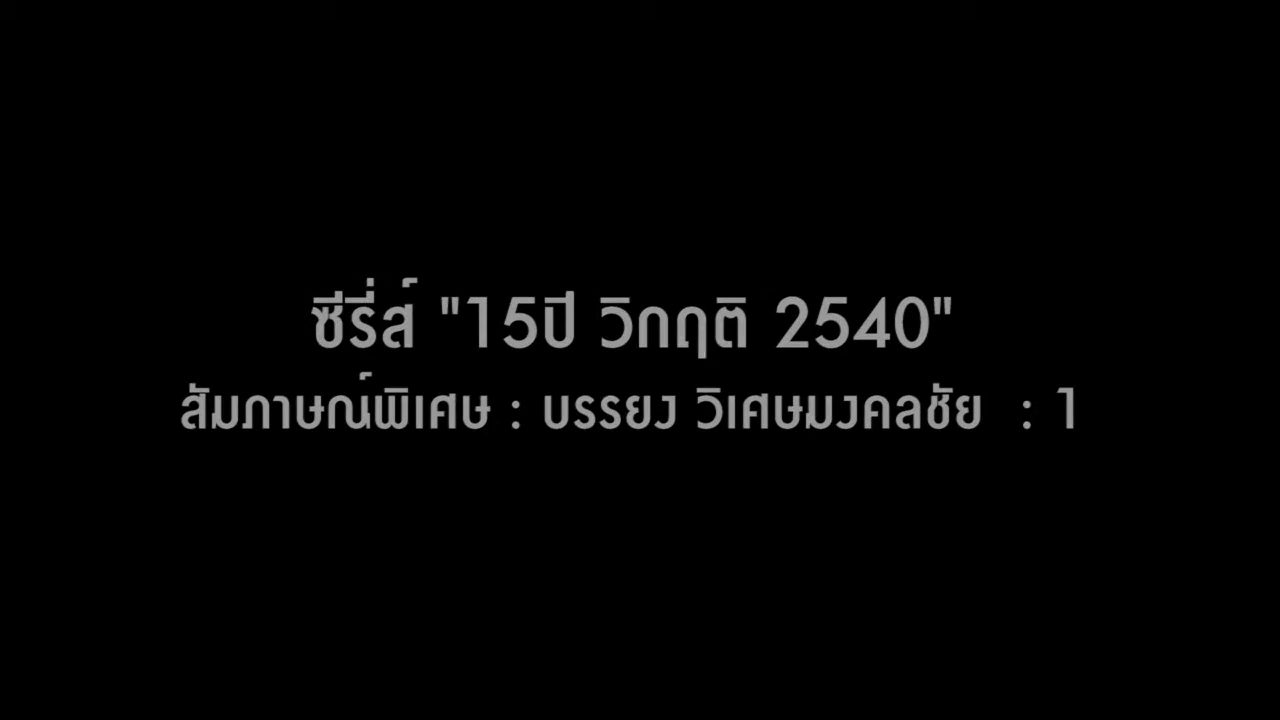 ซีรี่ส์ "15ปี วิกฤติ 2540"
สัมภาษณ์พิเศษ : บรรยง วิเศษมงคลชัย : 1